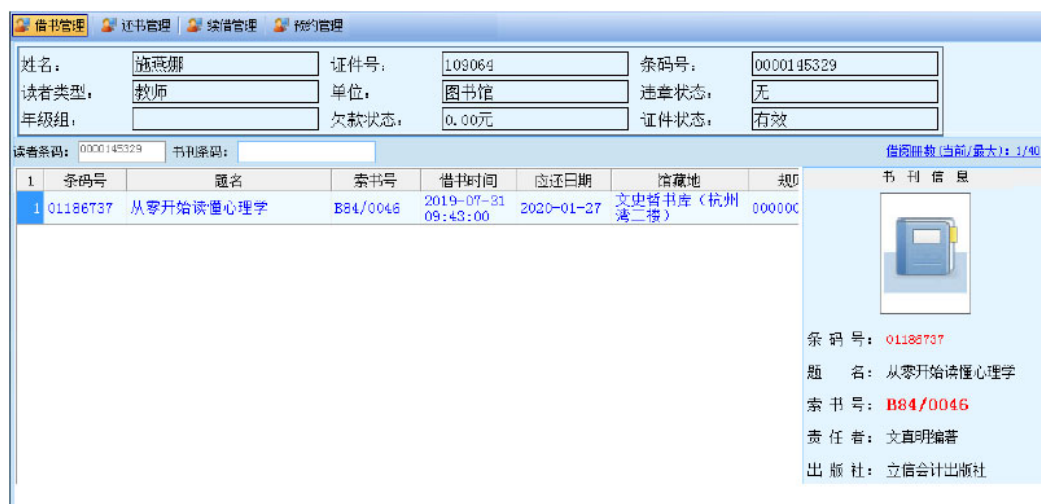 借书管理 还书管理 续借管理 预约管理
姓名： 施燕娜 证件号： 109064 条码号： 0000145329
读者类型： 教师 单位： 图书馆 违章状态： 无
年级组： 欠款状态： 0.00元 证件状态： 有效
读者条码： 0000145329 书刊条码： 借阅册数(当前/最大)：1/40
1 条码号 题名 索书号 借书时间 应还日期 馆藏地
1 01186737 从零开始读懂心理学 B84/0046 2019-07-31 09:43:00 2020-01-27 文史哲书库（杭州湾二楼） 000000
书刊信息
条码号： 01186737
题名： 从零开始读懂心理学
索书号： B84/0046
责任者： 文真明编著
出版社： 立信会计出版社